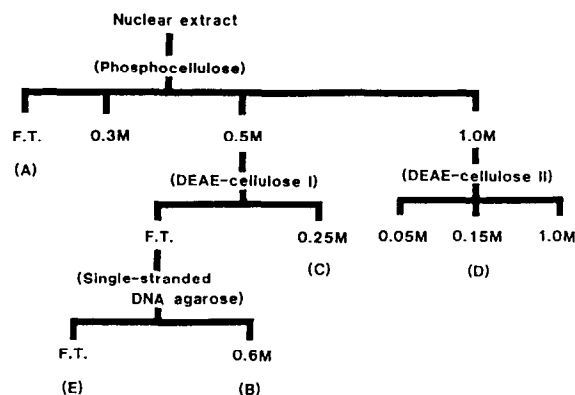 Nuclear extract
(Phosphocellulose)
F.T. 0.3M 0.5M 1.0M
(A)
(DEAE-cellulose I) (DEAE-cellulose II)
F.T. 0.25M 0.05M 0.15M 1.0M
(C) (D)
(Single-stranded
DNA agarose)
F.T. 0.6M
(E) (B)